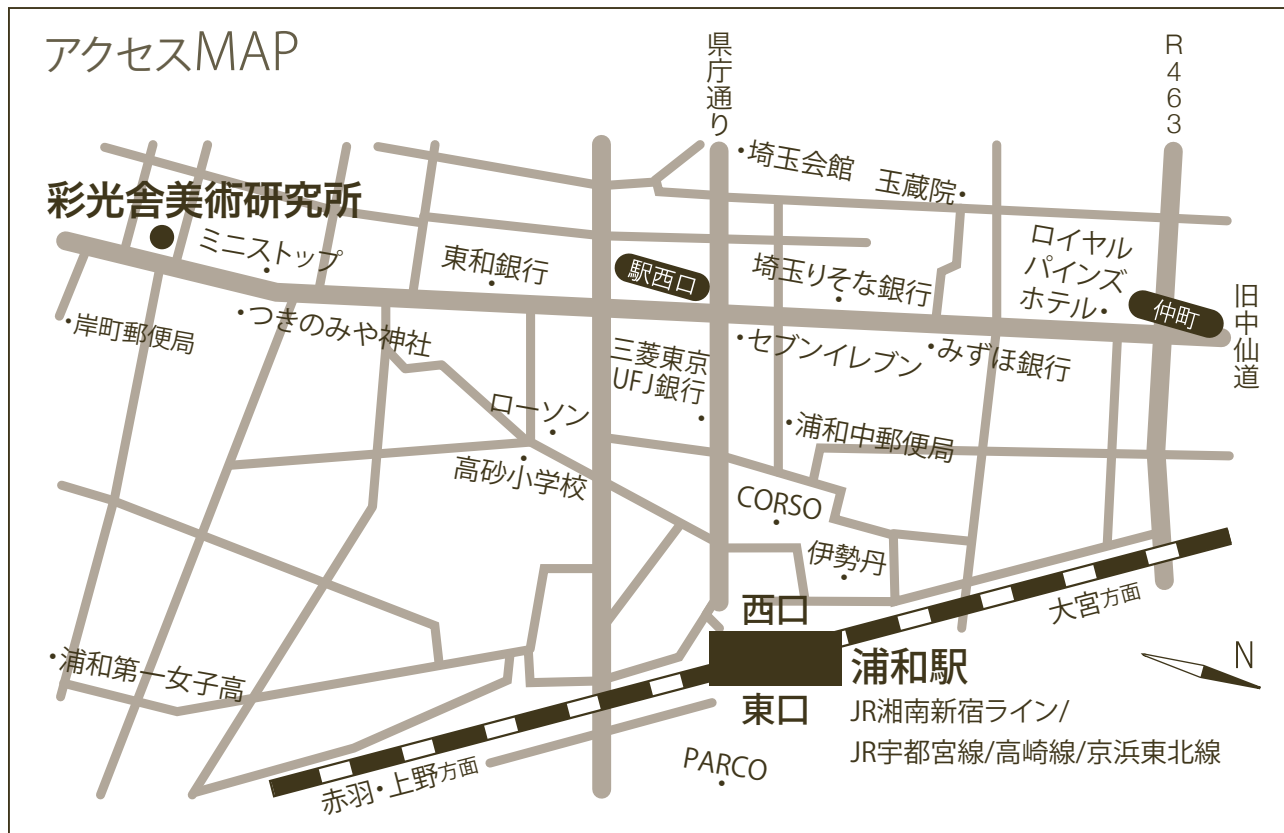 アクセスMAP
県庁通り
R463
・埼玉会館
玉蔵院・
彩光舎美術研究所
ミニストップ
東和銀行
駅西口
埼玉りそな銀行
ロイヤル
パインズ
ホテル・
仲町
旧中仙道
・岸町郵便局
・つきのみや神社
三菱東京
UFJ銀行
・セブンイレブン
・みずほ銀行
ローソン
・浦和中郵便局
高砂小学校
CORSO
伊勢丹
西口
大宮方面
・浦和第一女子高
浦和駅
N
東口
JR湘南新宿ライン/
JR宇都宮線/高崎線/京浜東北線
PARCO
赤羽・上野方面